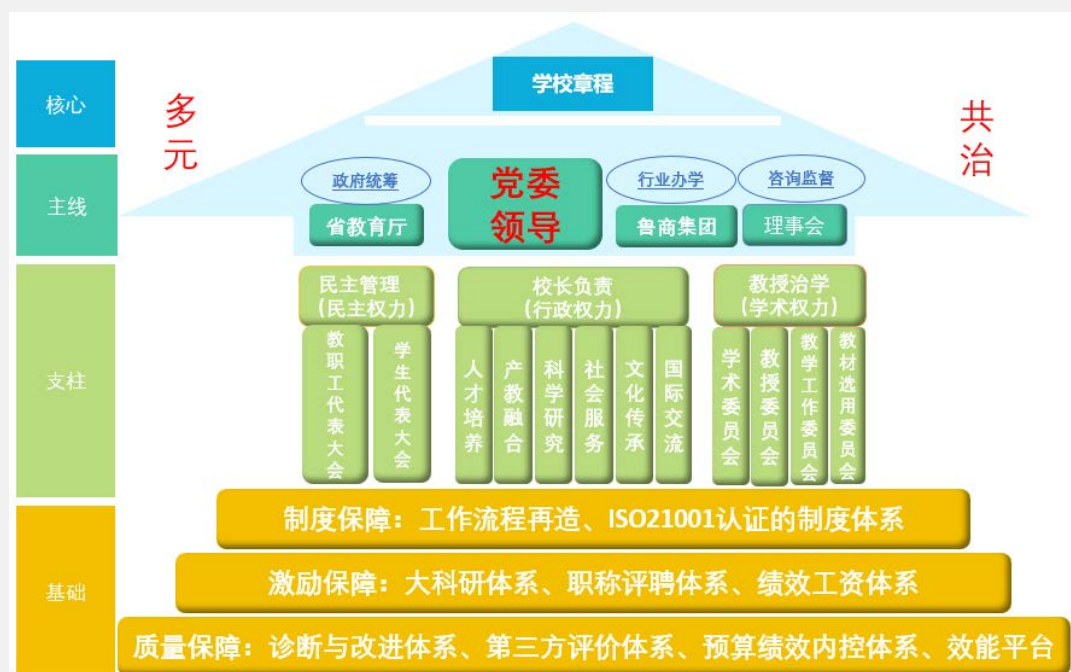 核心
学校章程
多元
共治
主线
政府统筹
党委
领导
行业办学
咨询监督
省教育厅
鲁商集团
理事会
支柱
民主管理
(民主权力)
校长负责
(行政权力)
教授治学
(学术权力)
教职工代表大会
学生代表大会
人才培养
产教融合
科学研究
社会服务
文化传承
国际交流
学术委员会
教授委员会
教学工作委员会
教材选用委员会
基础
制度保障：工作流程再造、ISO21001认证的制度体系
激励保障：大科研体系、职称评聘体系、绩效工资体系
质量保障：诊断与改进体系、第三方评价体系、预算绩效内控体系、效能平台